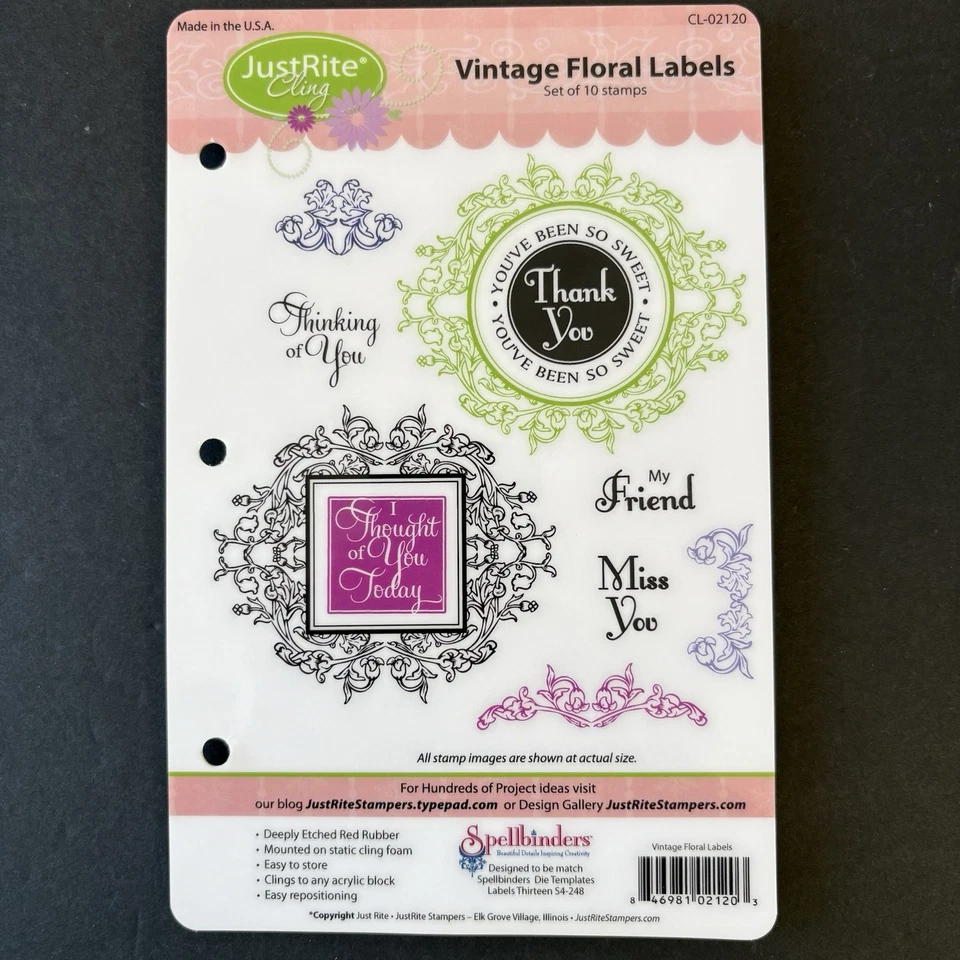 Made in the U.S.A.
CL-02120
JustRite®
Cling
Vintage Floral Labels
Set of 10 stamps
• YOU'VE BEEN SO SWEET •
Thank
You
YOU'VE BEEN SO SWEET
Thinking
of You
I
Thought
of You
Today
My
Friend
Miss
You
All stamp images are shown at actual size.
For Hundreds of Project ideas visit
our blog JustRiteStampers.typepad.com or Design Gallery JustRiteStampers.com
• Deeply Etched Red Rubber
• Mounted on static cling foam
• Easy to store
• Clings to any acrylic block
• Easy repositioning
Spellbinders™
Beautiful Details Inspiring Creativity
Designed to be match
Spellbinders Die Templates
Labels Thirteen S4-248
Vintage Floral Labels
8 46981 02120 3
*Copyright Just Rite • JustRite Stampers – Elk Grove Village, Illinois • JustRiteStampers.com